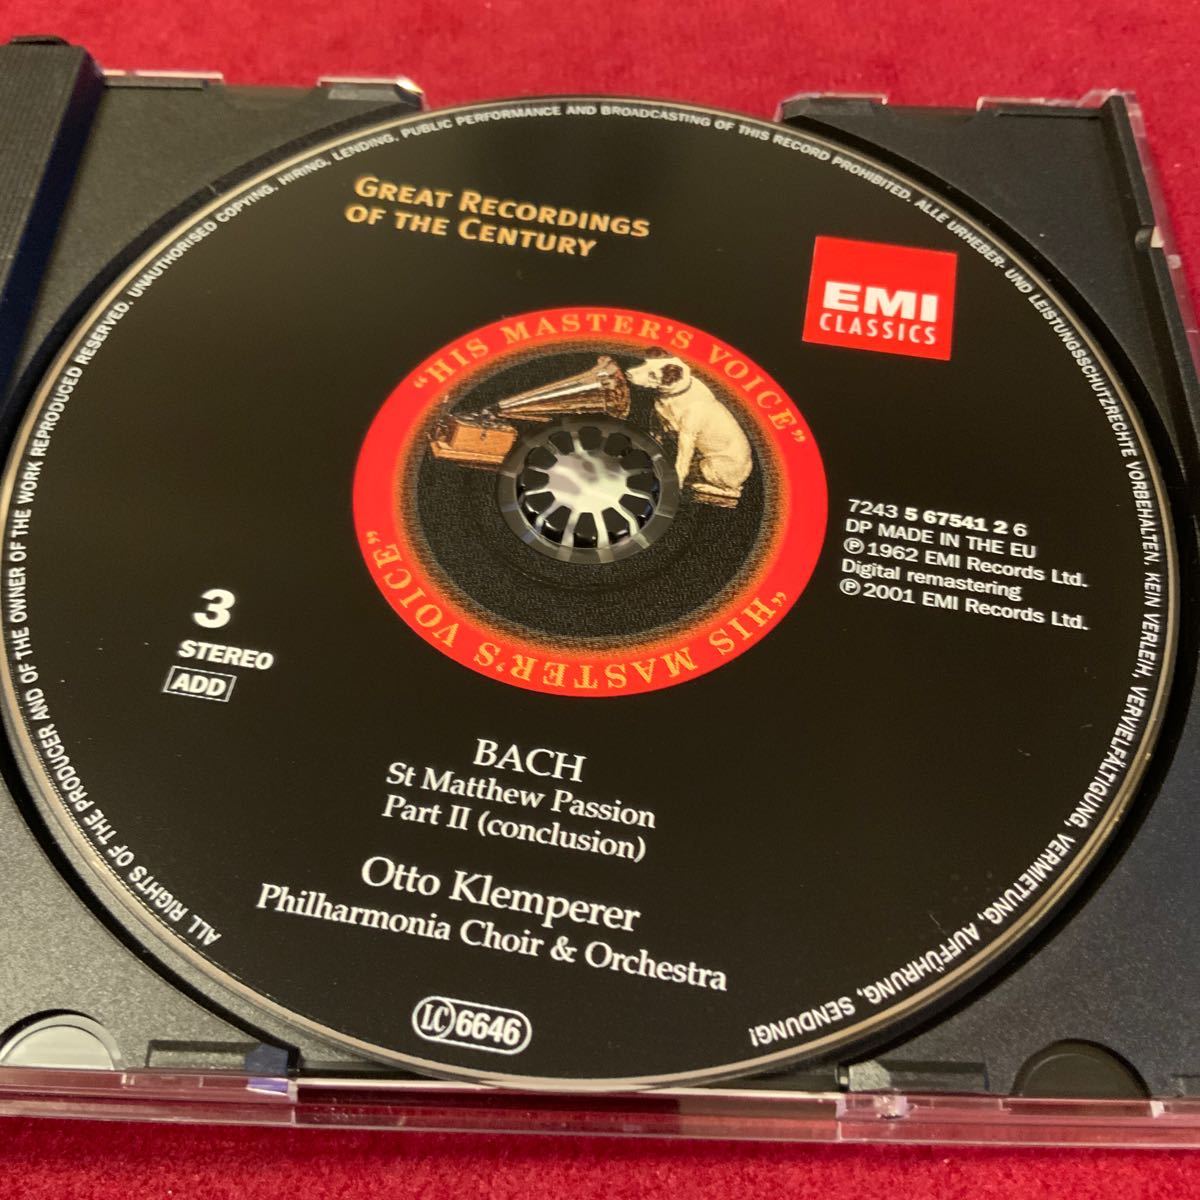 GREAT RECORDINGS
OF THE CENTURY
EMI
CLASSICS
"HIS MASTER'S VOICE"
"HIS MASTER'S VOICE"
7243 5 67541 2 6
DP MADE IN THE EU
℗ 1962 EMI Records Ltd.
Digital remastering
℗ 2001 EMI Records Ltd.
3
STEREO
ADD
BACH
St Matthew Passion
Part II (conclusion)
Otto Klemperer
Philharmonia Choir & Orchestra
LC 6646
ALL RIGHTS OF THE PRODUCER AND OF THE OWNER OF THE WORK REPRODUCED RESERVED. UNAUTHORISED COPYING, HIRING, LENDING, PUBLIC PERFORMANCE AND BROADCASTING OF THIS RECORD PROHIBITED. ALLE URHEBER- UND LEISTUNGSSCHUTZRECHTE VORBEHALTEN. KEIN VERLEIH, VERVIELFÄLTIGUNG, VERMIETUNG, AUFFÜHRUNG, SENDUNG!